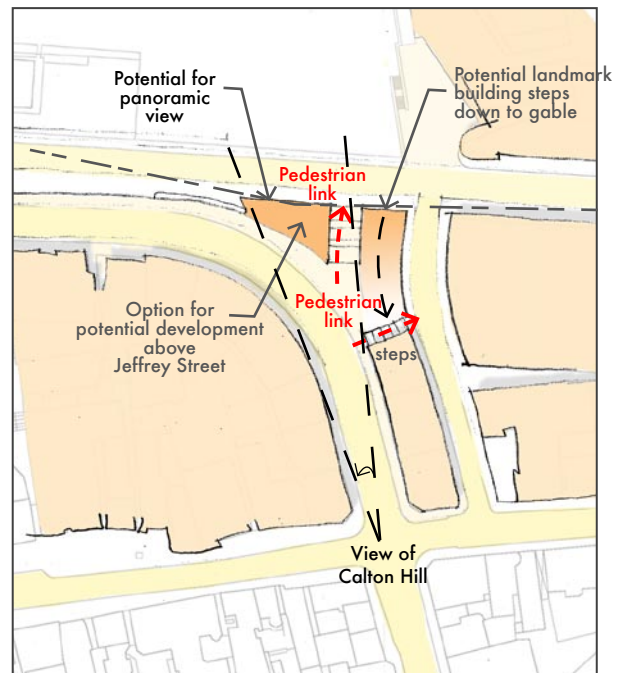 Potential for
panoramic
view
Potential landmark
building steps
down to gable
Pedestrian
link
Pedestrian
link
Option for
potential development
above
Jeffrey Street
steps
View of
Calton Hill